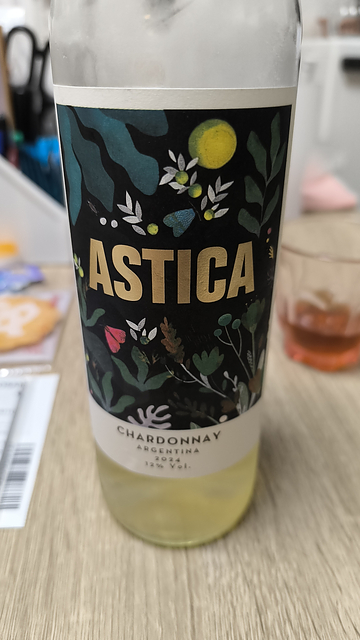 ASTICA
CHARDONNAY
ARGENTINA
2024
12% Vol.